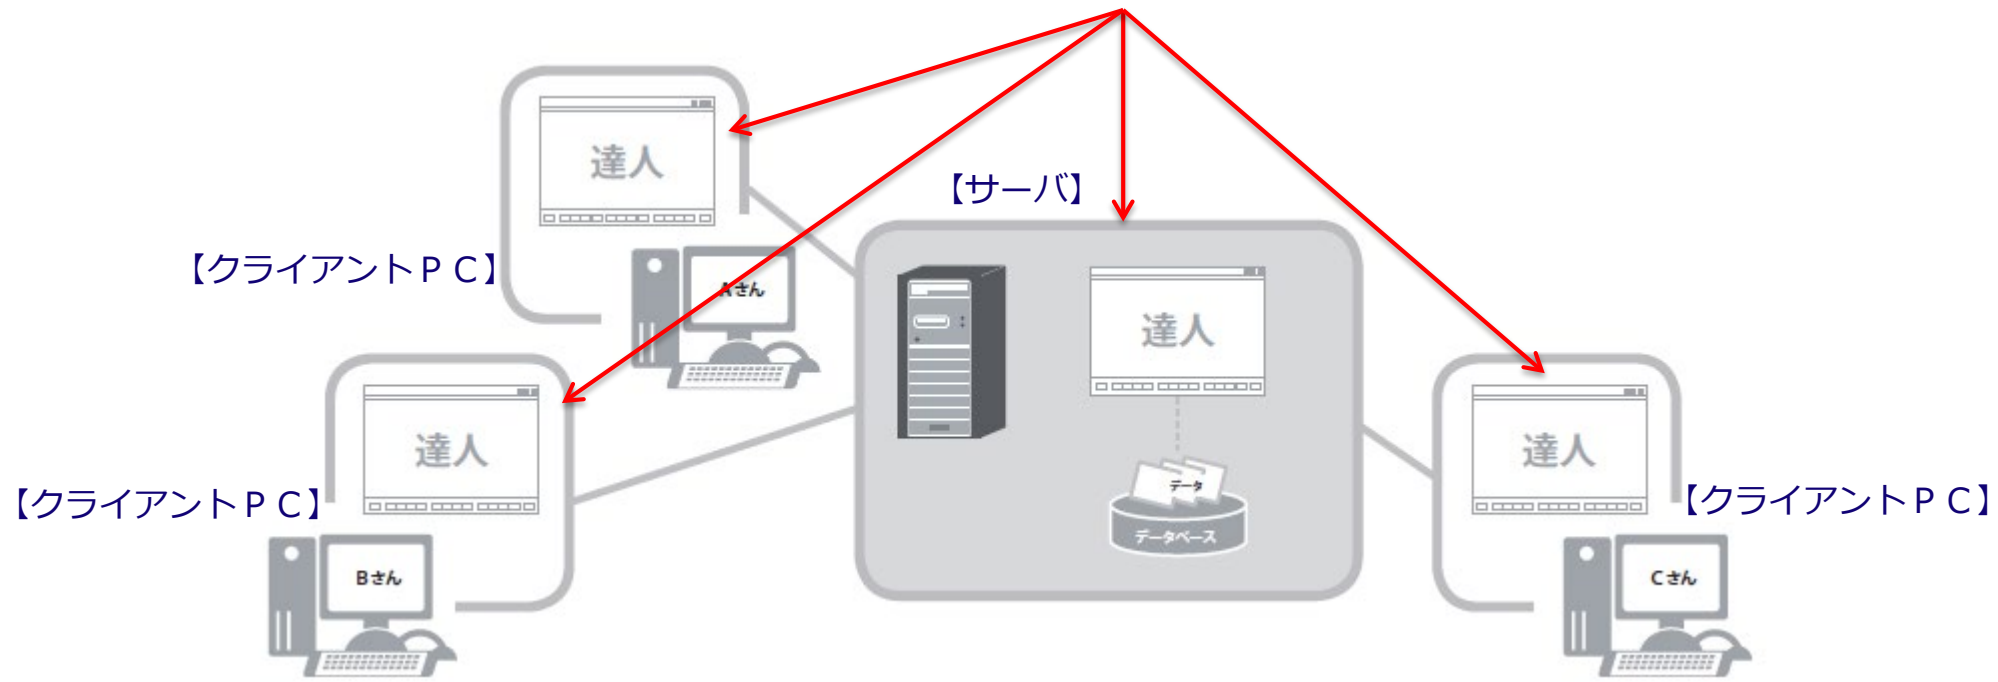 達人
【サーバ】
【クライアントＰＣ】
Aさん
達人
達人
達人
【クライアントＰＣ】
データ
【クライアントＰＣ】
データベース
Bさん
Cさん